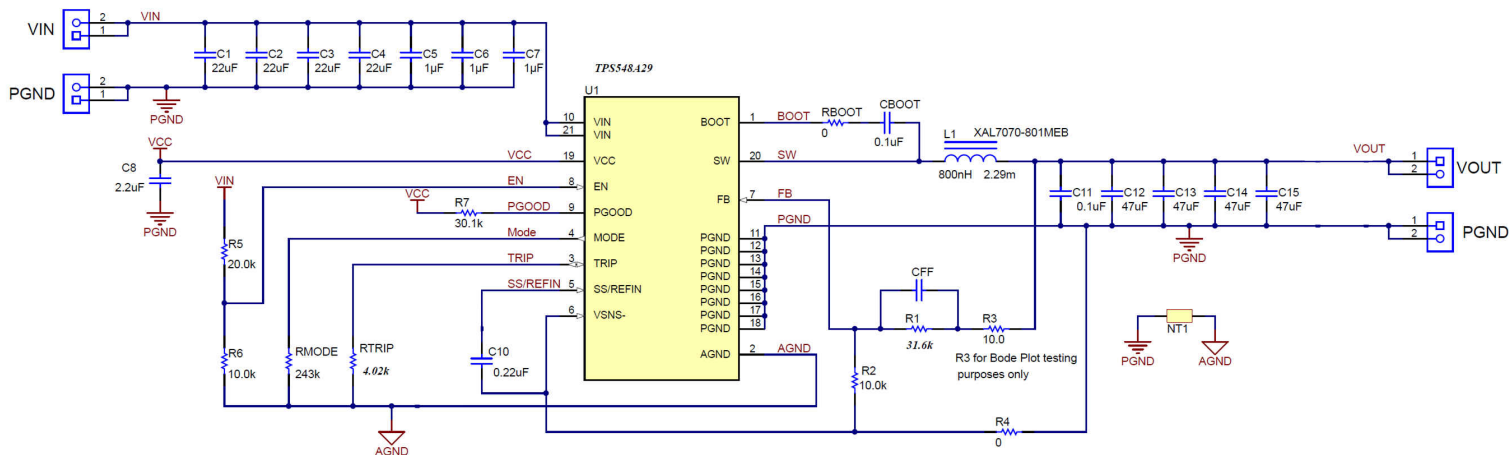 VIN
2
1
VIN
PGND
2
1
PGND
C1
22uF
C2
22uF
C3
22uF
C4
22uF
C5
1µF
C6
1µF
C7
1µF
TPS548A29
U1
10
21
VIN
VIN
19
VCC
8
EN
9
PGOOD
4
MODE
3
TRIP
5
SS/REFIN
6
VSNS-
BOOT
1
SW
20
FB
7
PGND
11
PGND
12
PGND
13
PGND
14
PGND
15
PGND
16
PGND
17
PGND
18
AGND
2
VCC
C8
2.2uF
PGND
VCC
EN
VIN
VCC
R7
30.1k
PGOOD
Mode
TRIP
SS/REFIN
R5
20.0k
R6
10.0k
RMODE
243k
RTRIP
4.02k
C10
0.22uF
AGND
BOOT
RBOOT
0
CBOOT
0.1uF
SW
L1
XAL7070-801MEB
800nH
2.29m
FB
PGND
VOUT
C11
0.1uF
C12
47uF
C13
47uF
C14
47uF
C15
47uF
1
2
VOUT
1
2
PGND
PGND
CFF
R1
31.6k
R3
10.0
R3 for Bode Plot testing
purposes only
R2
10.0k
R4
0
AGND
NT1
PGND
AGND